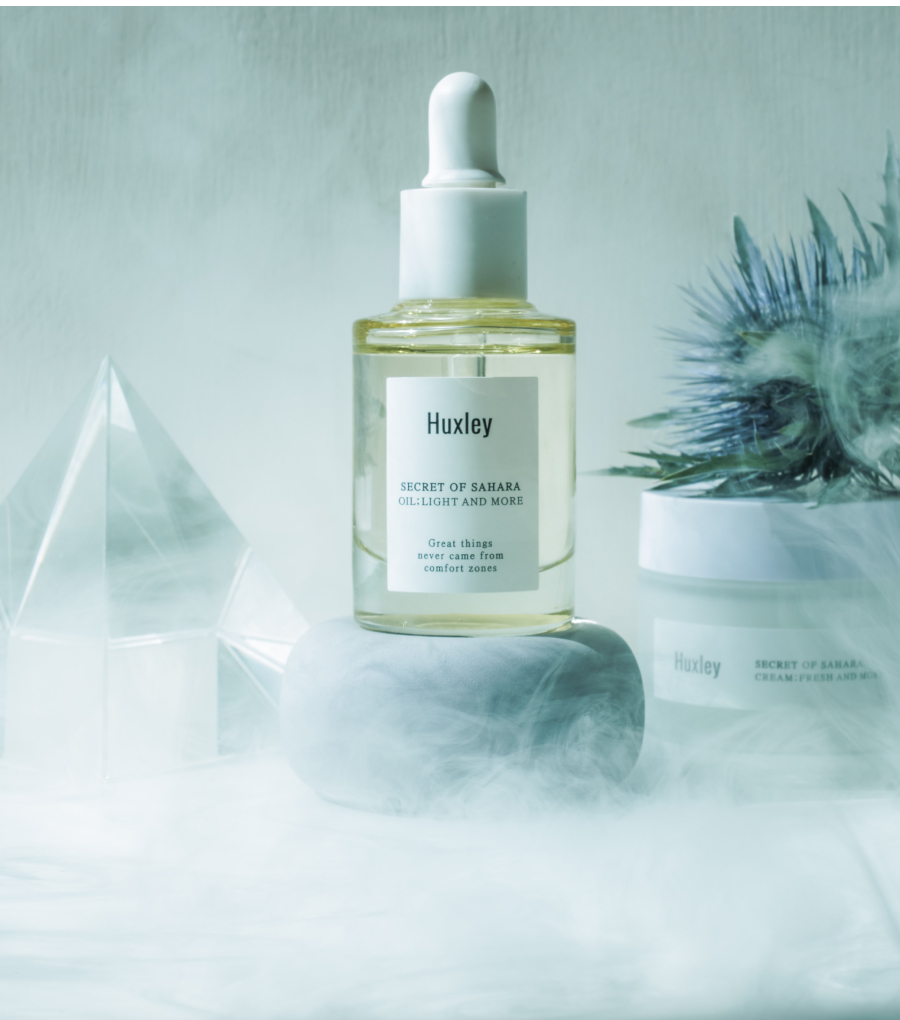 Huxley
SECRET OF SAHARA
OIL:LIGHT AND MORE
Great things
never came from
comfort zones
Huxley
SECRET OF SAHARA
CREAM:FRESH AND MORE